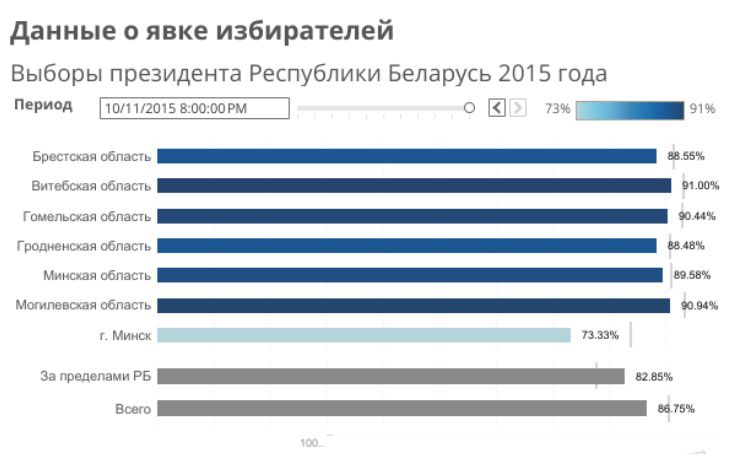 Данные о явке избирателей
Выборы президента Республики Беларусь 2015 года
Период 10/11/2015 8:00:00 PM 73% 91%
Брестская область 88.55%
Витебская область 91.00%
Гомельская область 90.44%
Гродненская область 88.48%
Минская область 89.58%
Могилевская область 90.94%
г. Минск 73.33%
За пределами РБ 82.85%
Всего 86.75%
100..